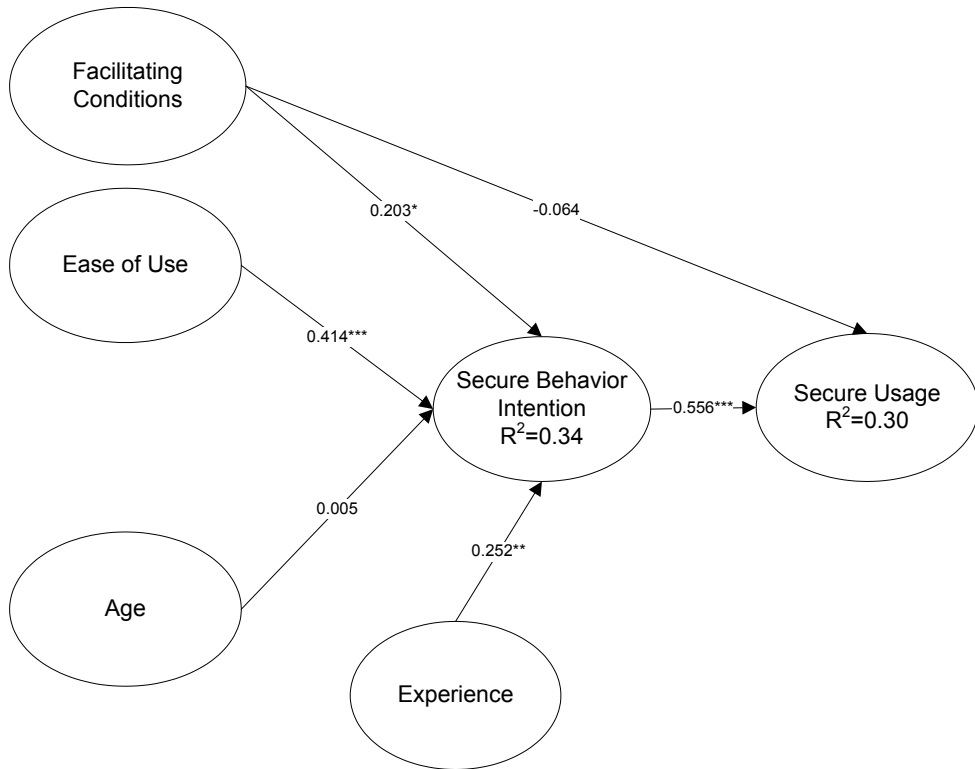 Facilitating
Conditions
0.203*
-0.064
Ease of Use
0.414***
Secure Behavior
Intention
R²=0.34
0.556***
Secure Usage
R²=0.30
0.005
0.252**
Age
Experience